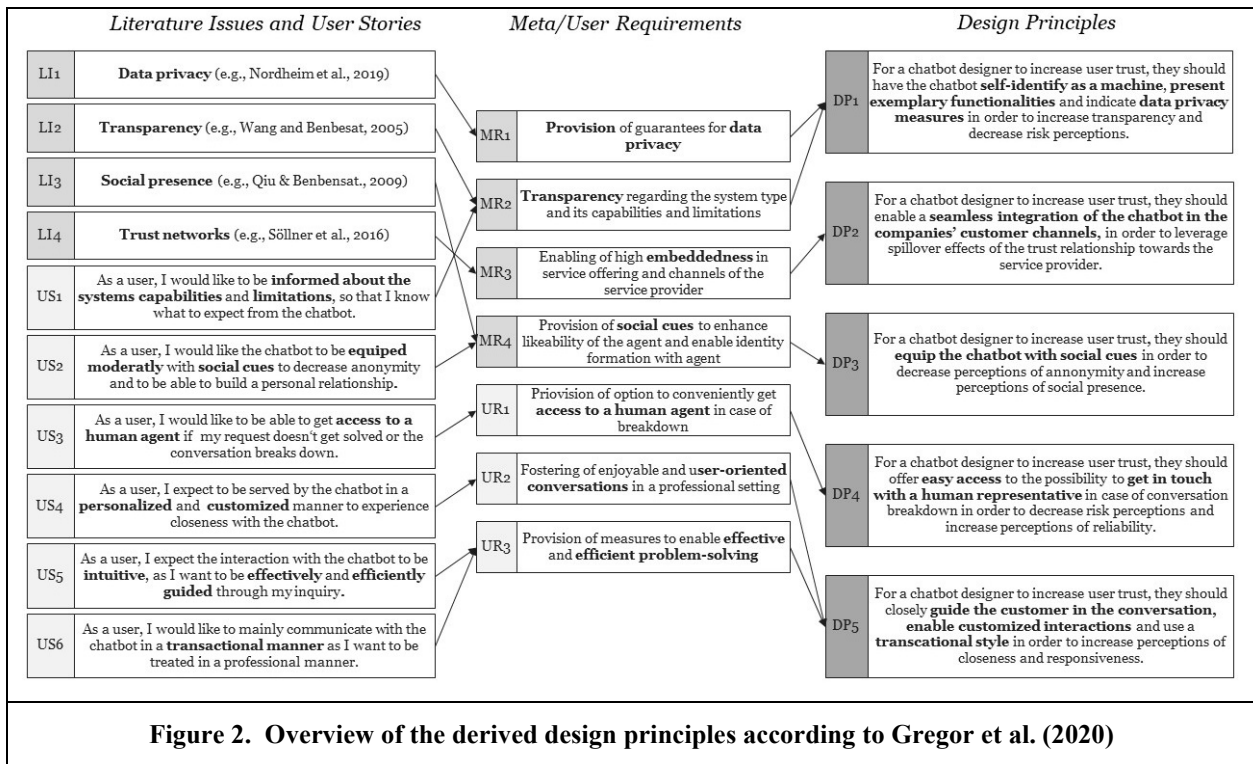 Literature Issues and User Stories
Meta/User Requirements
Design Principles
LI1
Data privacy (e.g., Nordheim et al., 2019)
LI2
Transparency (e.g., Wang and Benbesat, 2005)
LI3
Social presence (e.g., Qiu & Benbensat., 2009)
LI4
Trust networks (e.g., Söllner et al., 2016)
US1
As a user, I would like to be informed about the
systems capabilities and limitations, so that I know
what to expect from the chatbot.
US2
As a user, I would like the chatbot to be equiped
moderatly with social cues to decrease anonymity
and to be able to build a personal relationship.
US3
As a user, I would like to be able to get access to a
human agent if my request doesn't get solved or the
conversation breaks down.
US4
As a user, I expect to be served by the chatbot in a
personalized and customized manner to experience
closeness with the chatbot.
US5
As a user, I expect the interaction with the chatbot to be
intuitive, as I want to be effectively and efficiently
guided through my inquiry.
US6
As a user, I would like to mainly communicate with the
chatbot in a transactional manner as I want to be
treated in a professional manner.
MR1
Provision of guarantees for data
privacy
MR2
Transparency regarding the system type
and its capabilities and limitations
MR3
Enabling of high embeddedness in
service offering and channels of the
service provider
MR4
Provision of social cues to enhance
likeability of the agent and enable identity
formation with agent
UR1
Priovision of option to conveniently get
access to a human agent in case of
breakdown
UR2
Fostering of enjoyable and user-oriented
conversations in a professional setting
UR3
Provision of measures to enable effective
and efficient problem-solving
DP1
For a chatbot designer to increase user trust, they should
have the chatbot self-identify as a machine, present
exemplary functionalities and indicate data privacy
measures in order to increase transparency and
decrease risk perceptions.
DP2
For a chatbot designer to increase user trust, they should
enable a seamless integration of the chatbot in the
companies' customer channels, in order to leverage
spillover effects of the trust relationship towards the
service provider.
DP3
For a chatbot designer to increase user trust, they should
equip the chatbot with social cues in order to
decrease perceptions of annonymity and increase
perceptions of social presence.
DP4
For a chatbot designer to increase user trust, they should
offer easy access to the possibility to get in touch
with a human representative in case of conversation
breakdown in order to decrease risk perceptions and
increase perceptions of reliability.
DP5
For a chatbot designer to increase user trust, they should
closely guide the customer in the conversation,
enable customized interactions and use a
transcational style in order to increase perceptions of
closeness and responsiveness.
Figure 2. Overview of the derived design principles according to Gregor et al. (2020)